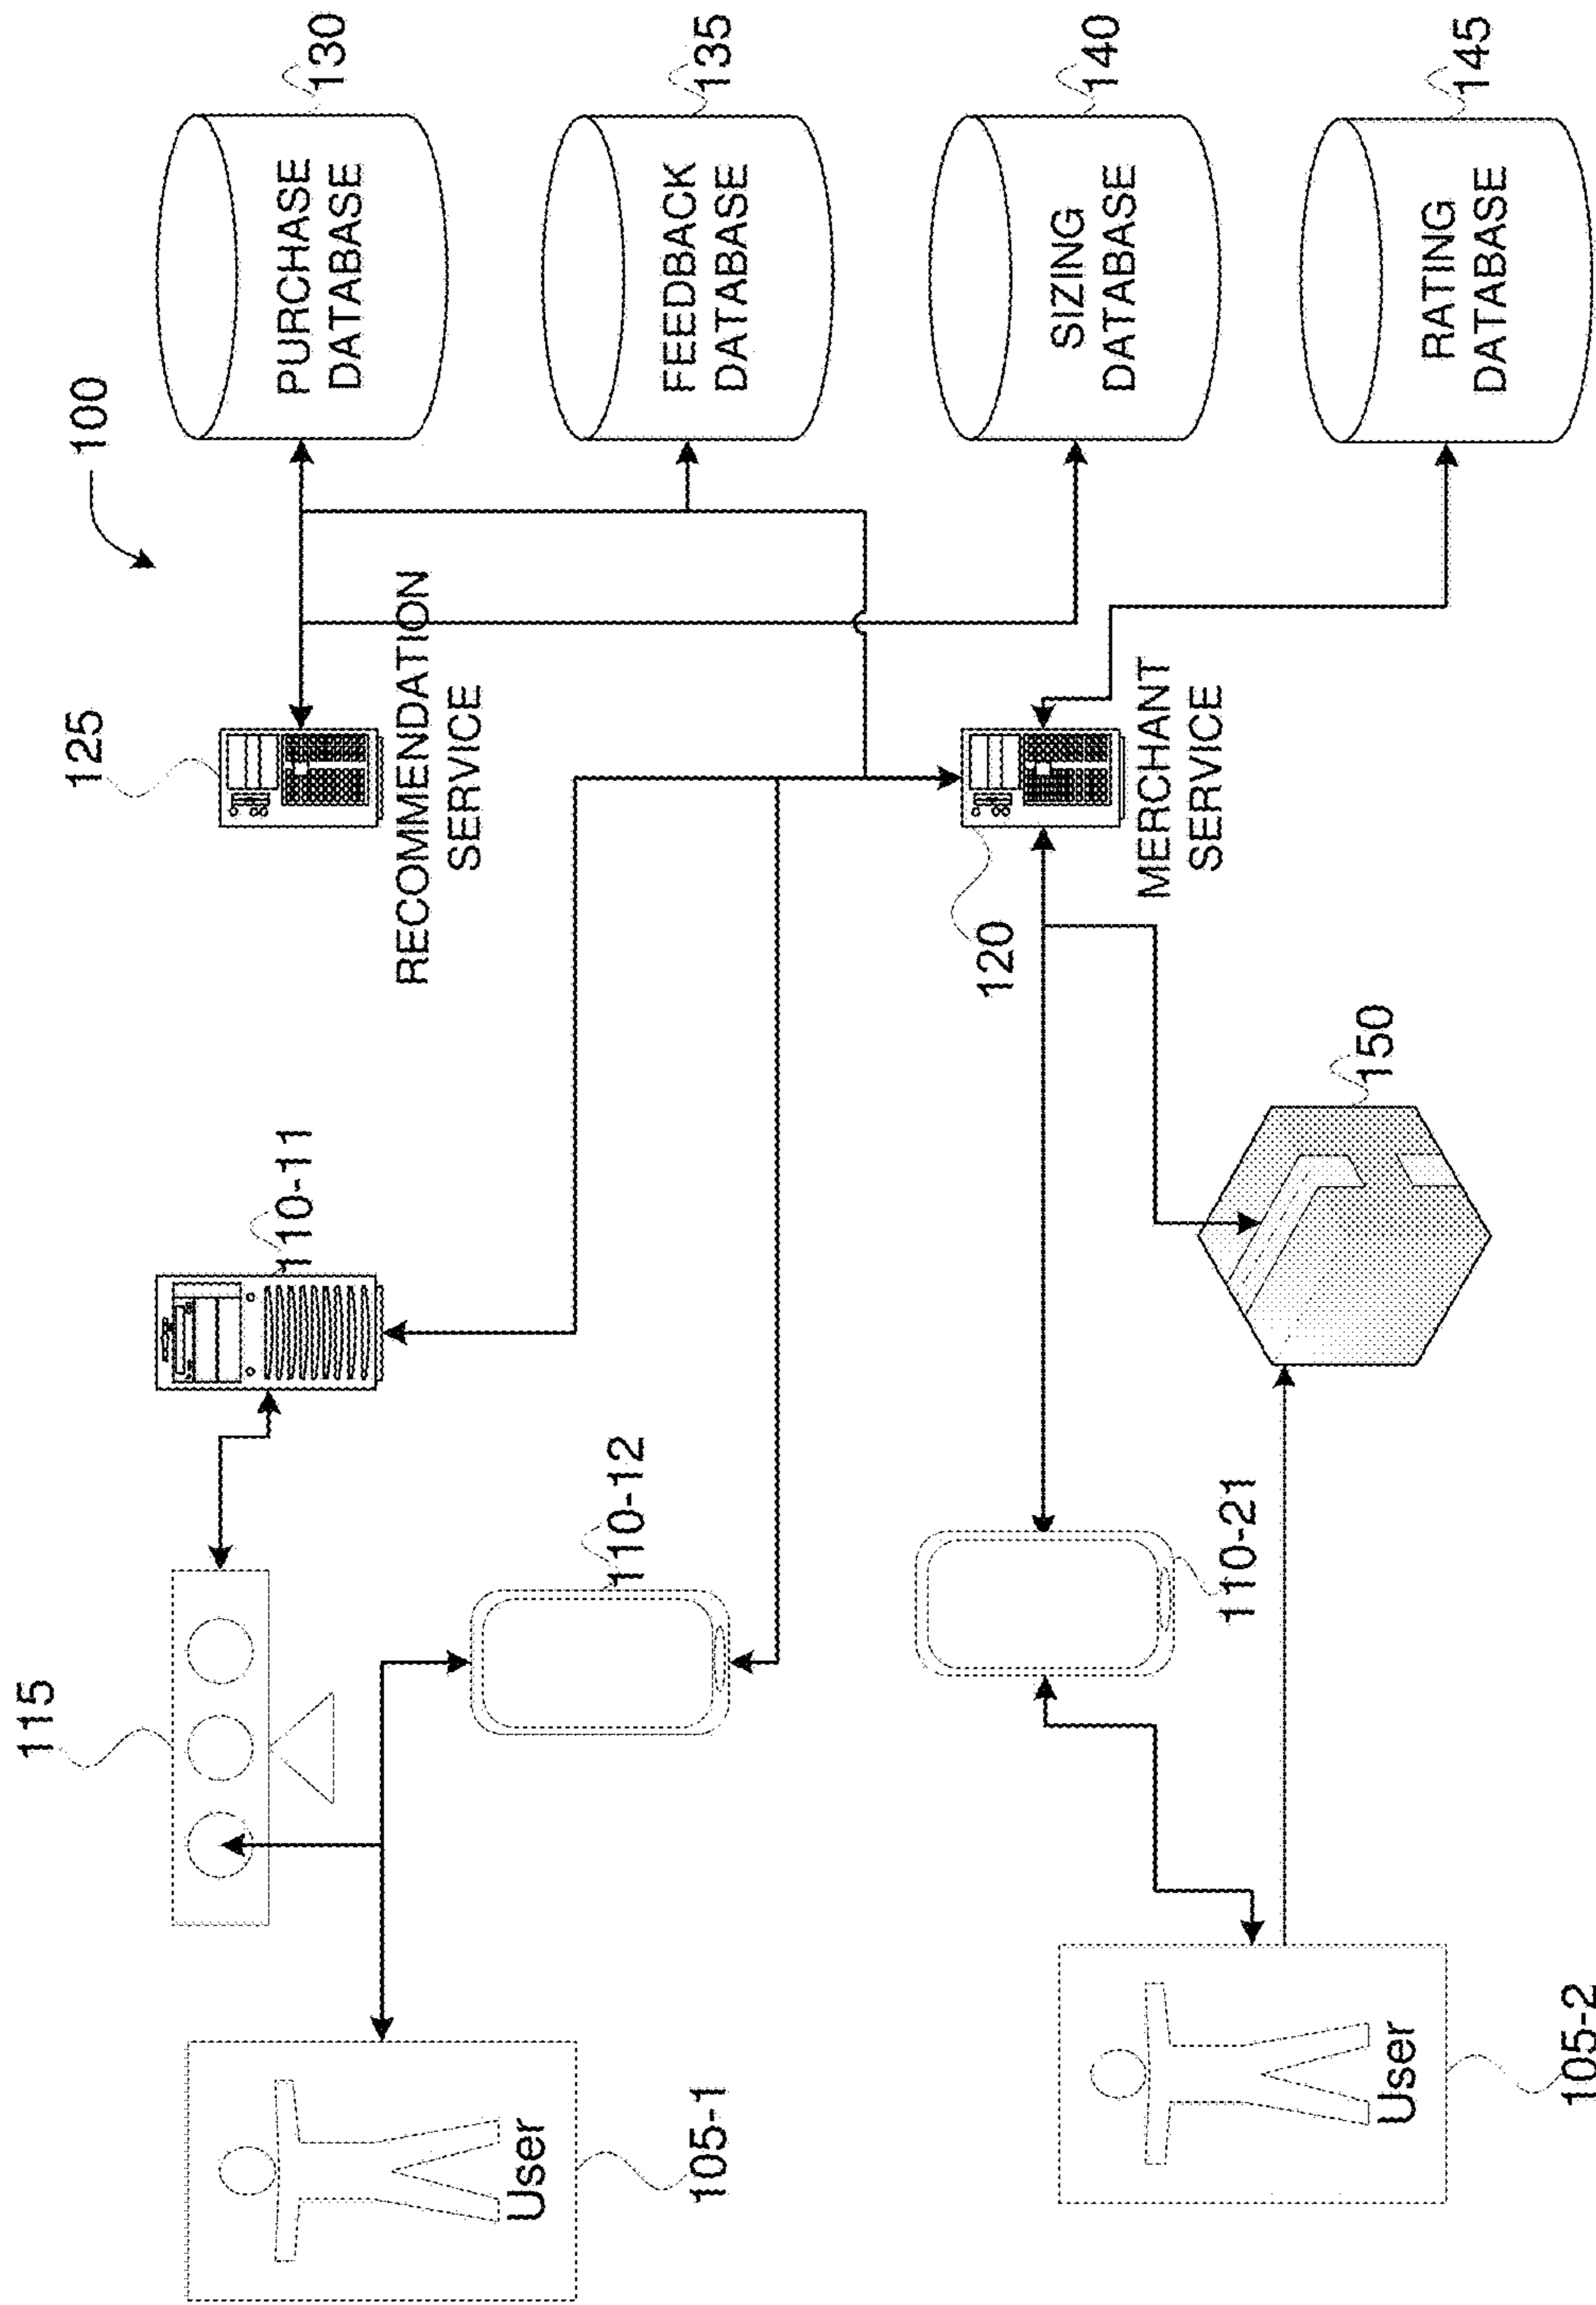 100
125
RECOMMENDATION
SERVICE
130
PURCHASE
DATABASE
135
FEEDBACK
DATABASE
140
SIZING
DATABASE
145
RATING
DATABASE
120
MERCHANT
SERVICE
115
110-11
110-12
110-21
150
User
105-1
User
105-2